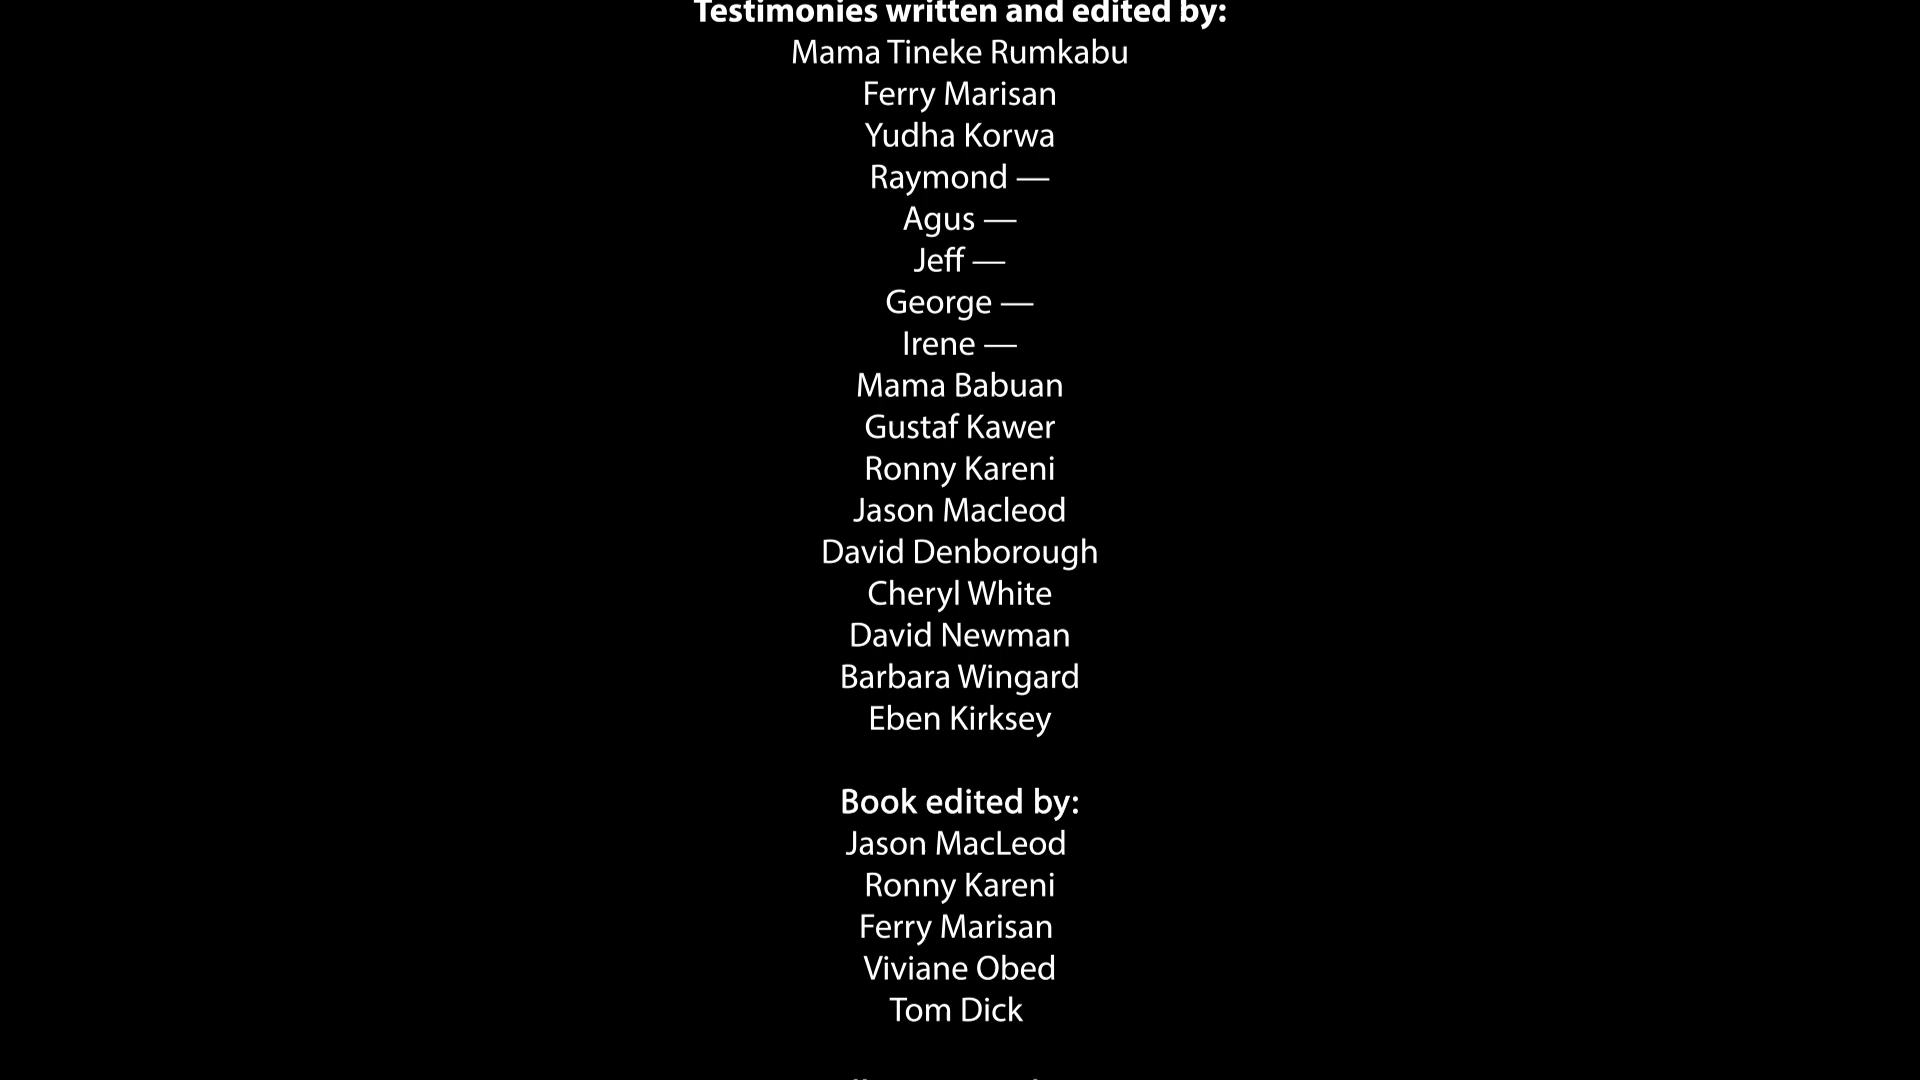 Testimonies written and edited by:
Mama Tineke Rumkabu
Ferry Marisan
Yudha Korwa
Raymond —
Agus —
Jeff —
George —
Irene —
Mama Babuan
Gustaf Kawer
Ronny Kareni
Jason Macleod
David Denborough
Cheryl White
David Newman
Barbara Wingard
Eben Kirksey
Book edited by:
Jason MacLeod
Ronny Kareni
Ferry Marisan
Viviane Obed
Tom Dick